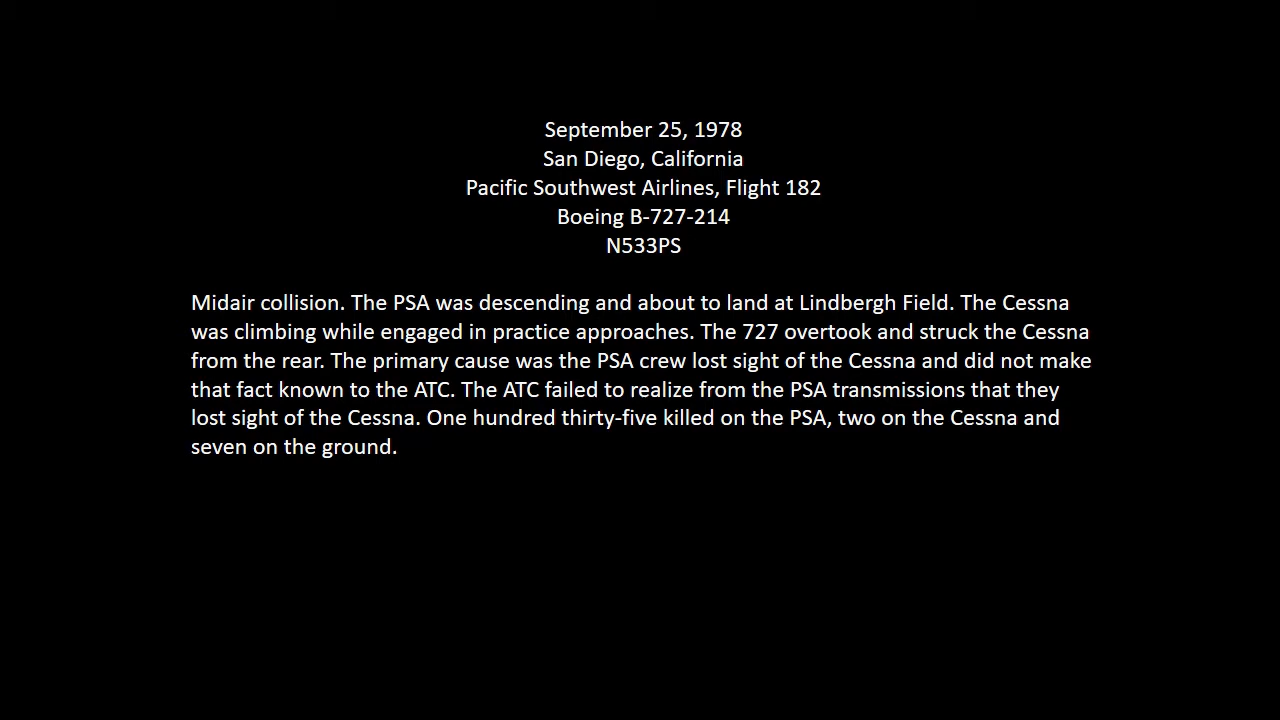 September 25, 1978
San Diego, California
Pacific Southwest Airlines, Flight 182
Boeing B-727-214
N533PS
Midair collision. The PSA was descending and about to land at Lindbergh Field. The Cessna
was climbing while engaged in practice approaches. The 727 overtook and struck the Cessna
from the rear. The primary cause was the PSA crew lost sight of the Cessna and did not make
that fact known to the ATC. The ATC failed to realize from the PSA transmissions that they
lost sight of the Cessna. One hundred thirty-five killed on the PSA, two on the Cessna and
seven on the ground.